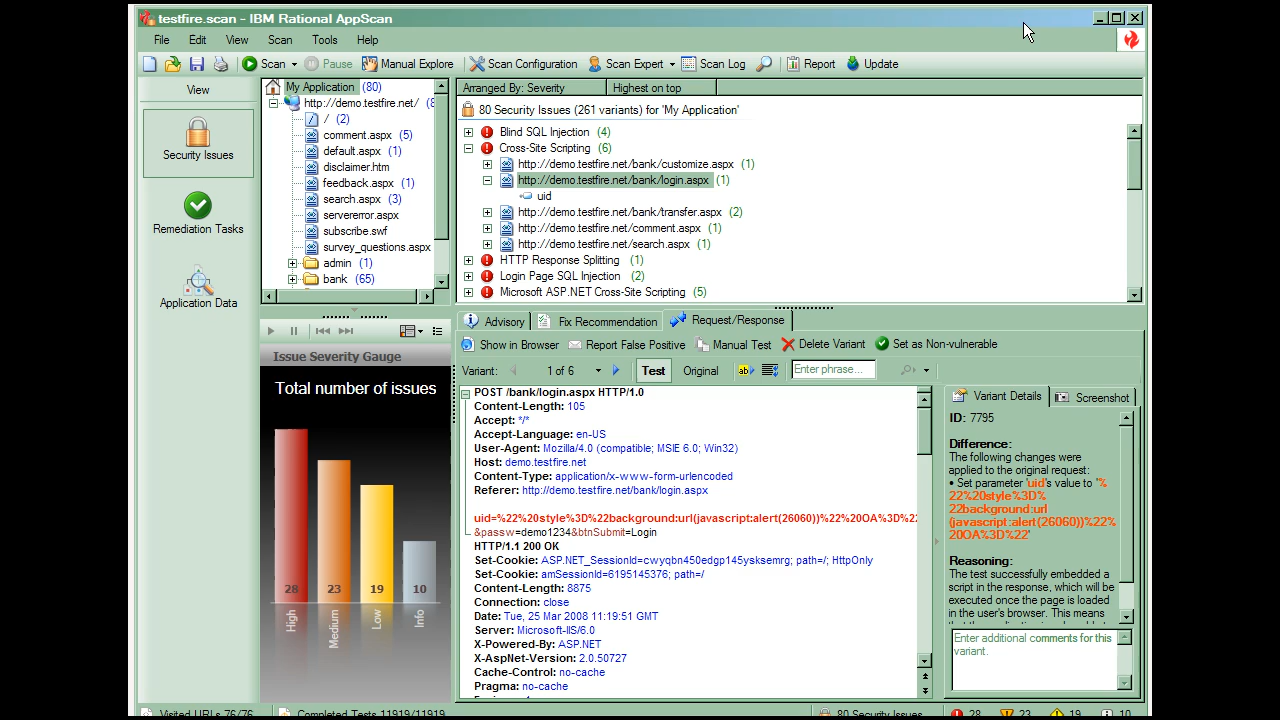 testfire.scan - IBM Rational AppScan
File Edit View Scan Tools Help
Scan Pause Manual Explore Scan Configuration Scan Expert Scan Log Report Update
View
Security Issues
Remediation Tasks
Application Data
My Application (80)
http://demo.testfire.net/ (8
/ (2)
comment.aspx (5)
default.aspx (1)
disclaimer.htm
feedback.aspx (1)
search.aspx (3)
servererror.aspx
subscribe.swf
survey_questions.aspx
admin (1)
bank (65)
Arranged By: Severity Highest on top
80 Security Issues (261 variants) for 'My Application'
Blind SQL Injection (4)
Cross-Site Scripting (6)
http://demo.testfire.net/bank/customize.aspx (1)
http://demo.testfire.net/bank/login.aspx (1)
uid
http://demo.testfire.net/bank/transfer.aspx (2)
http://demo.testfire.net/comment.aspx (1)
http://demo.testfire.net/search.aspx (1)
HTTP Response Splitting (1)
Login Page SQL Injection (2)
Microsoft ASP.NET Cross-Site Scripting (5)
Issue Severity Gauge
Total number of issues
28 23 19 10
High Medium Low Info
Advisory Fix Recommendation Request/Response
Show in Browser Report False Positive Manual Test Delete Variant Set as Non-vulnerable
Variant: 1 of 6 Test Original ab Enter phrase...
POST /bank/login.aspx HTTP/1.0
Content-Length: 105
Accept: */*
Accept-Language: en-US
User-Agent: Mozilla/4.0 (compatible; MSIE 6.0; Win32)
Host: demo.testfire.net
Content-Type: application/x-www-form-urlencoded
Referer: http://demo.testfire.net/bank/login.aspx
uid=%22%20style%3D%22background:url(javascript:alert(26060))%22%20OA%3D%22
&passw=demo1234&btnSubmit=Login
HTTP/1.1 200 OK
Set-Cookie: ASP.NET_SessionId=cwyqbn450edgp145ysksemrg; path=/; HttpOnly
Set-Cookie: amSessionId=6195145376; path=/
Content-Length: 8875
Connection: close
Date: Tue, 25 Mar 2008 11:19:51 GMT
Server: Microsoft-IIS/6.0
X-Powered-By: ASP.NET
X-AspNet-Version: 2.0.50727
Cache-Control: no-cache
Pragma: no-cache
Variant Details Screenshot
ID: 7795
Difference:
The following changes were
applied to the original request:
• Set parameter 'uid's value to '%
22%20style%3D%
22background:url
(javascript:alert(26060))%22%
20OA%3D%22'
Reasoning:
The test successfully embedded a
script in the response, which will be
executed once the page is loaded
in the user's browser. This means
Enter additional comments for this
variant.
Visited URLs 76/76 Completed Tests 11919/11919 80 Security Issues 28 23 19 10